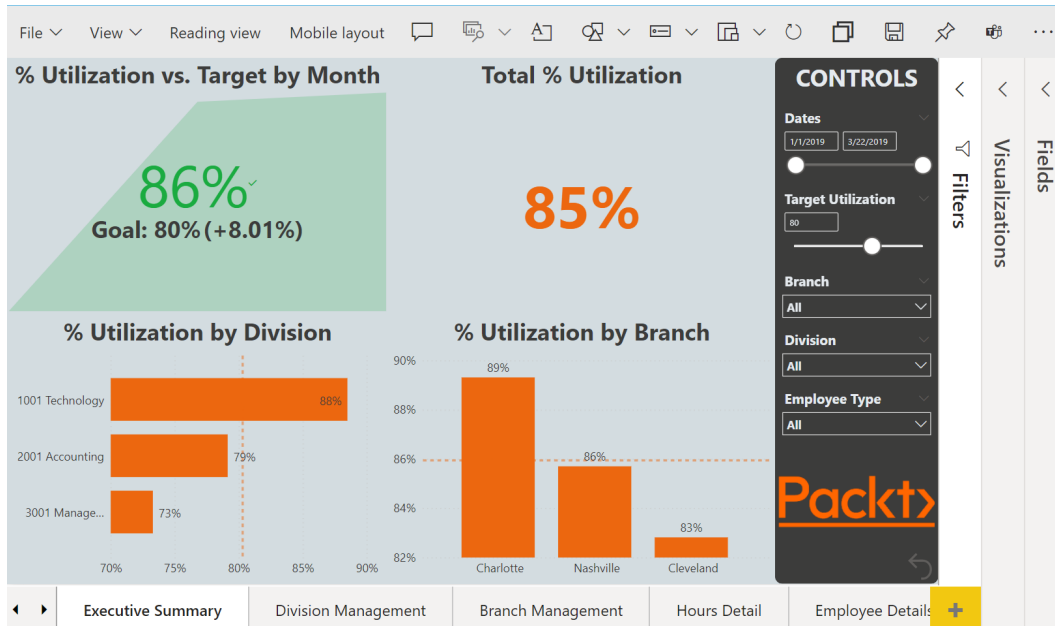 File View Reading view Mobile layout
% Utilization vs. Target by Month
86%
Goal: 80% (+8.01%)
Total % Utilization
85%
% Utilization by Division
1001 Technology 88%
2001 Accounting 79%
3001 Manage... 73%
70% 75% 80% 85% 90%
% Utilization by Branch
90%
88%
86%
84%
82%
89%
86%
83%
Charlotte Nashville Cleveland
CONTROLS
Dates
1/1/2019 3/22/2019
Target Utilization
80
Branch
All
Division
All
Employee Type
All
Packt>
Filters
Visualizations
Fields
Executive Summary Division Management Branch Management Hours Detail Employee Details